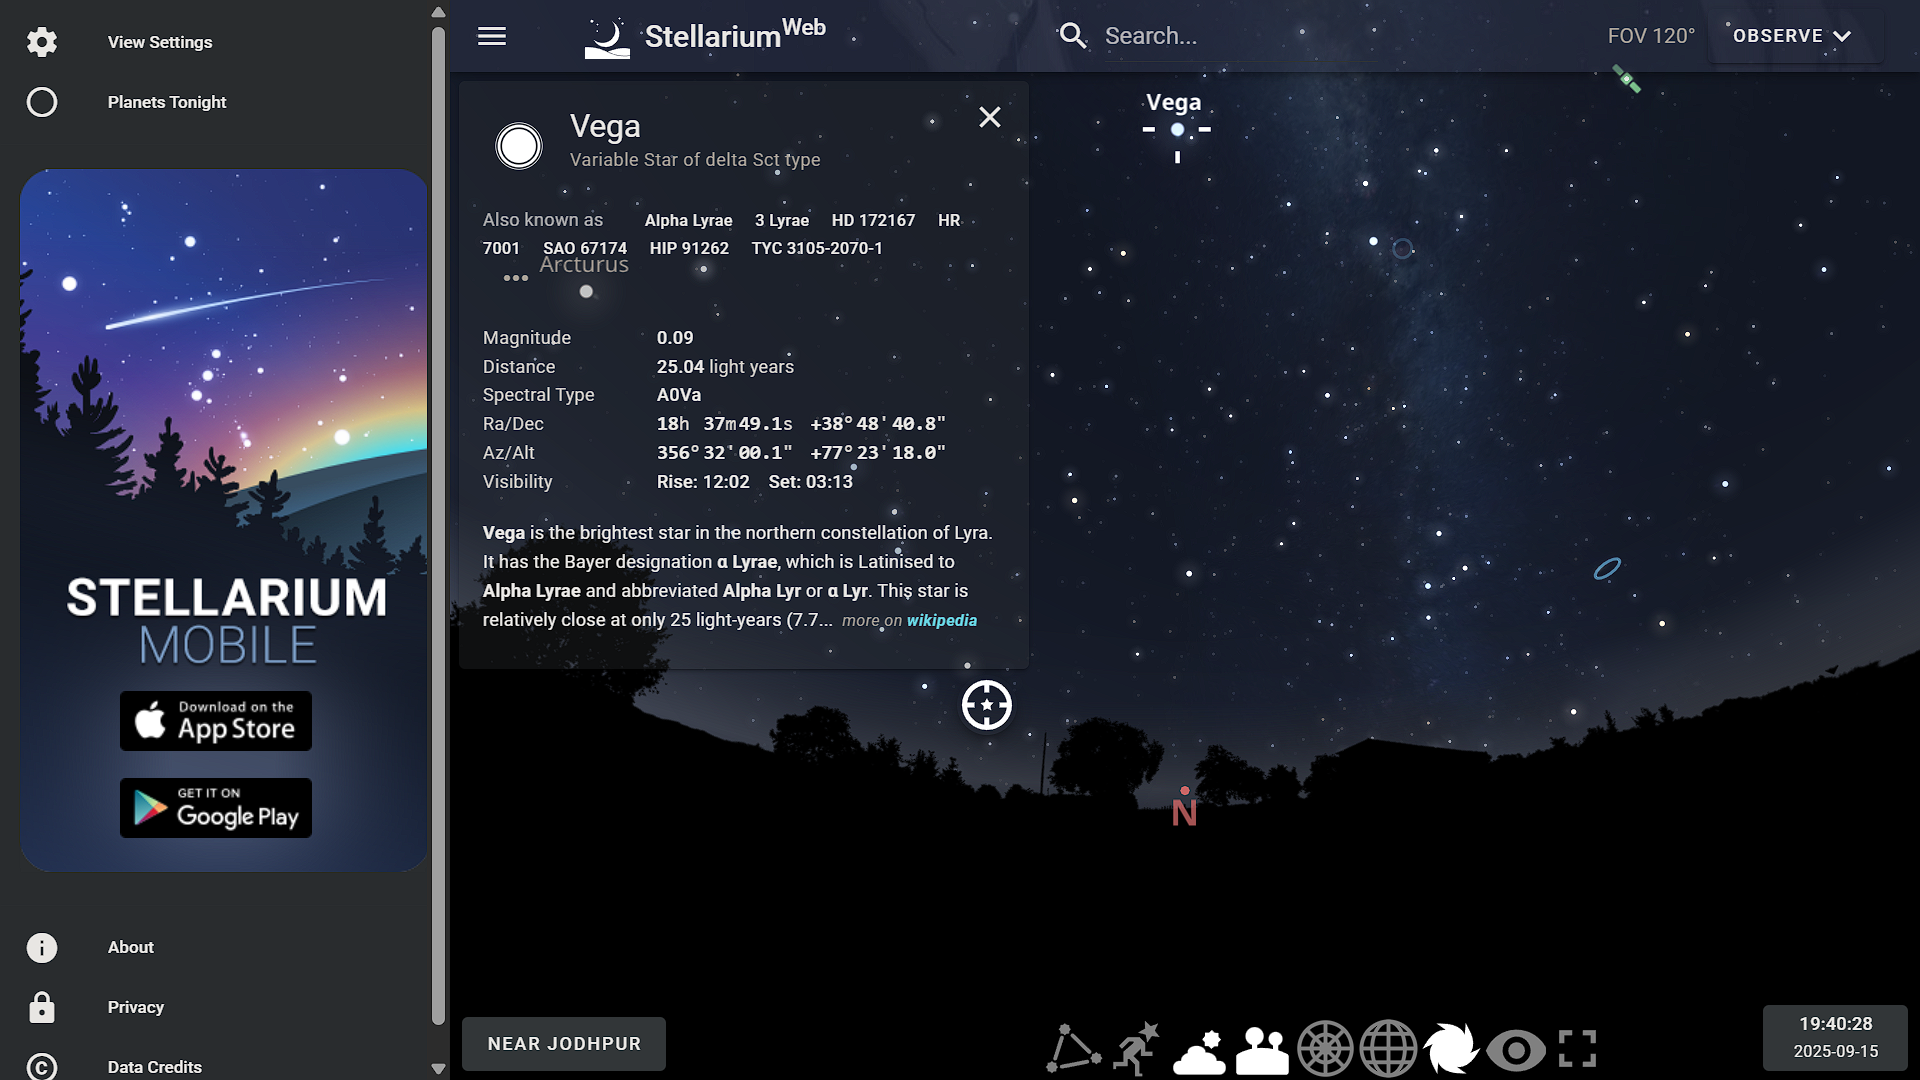 View Settings
Planets Tonight
STELLARIUM
MOBILE
Download on the
App Store
GET IT ON
Google Play
About
Privacy
Data Credits
StellariumWeb
Search...
FOV 120°
OBSERVE
Vega
Variable Star of delta Sct type
Also known as Alpha Lyrae 3 Lyrae HD 172167 HR
7001 SAO 67174 HIP 91262 TYC 3105-2070-1
Arcturus
Magnitude 0.09
Distance 25.04 light years
Spectral Type A0Va
Ra/Dec 18h 37m49.1s +38°48'40.8"
Az/Alt 356°32'00.1" +77°23'18.0"
Visibility Rise: 12:02 Set: 03:13
Vega is the brightest star in the northern constellation of Lyra.
It has the Bayer designation α Lyrae, which is Latinised to
Alpha Lyrae and abbreviated Alpha Lyr or α Lyr. This star is
relatively close at only 25 light-years (7.7... more on wikipedia
Vega
N
NEAR JODHPUR
19:40:28
2025-09-15